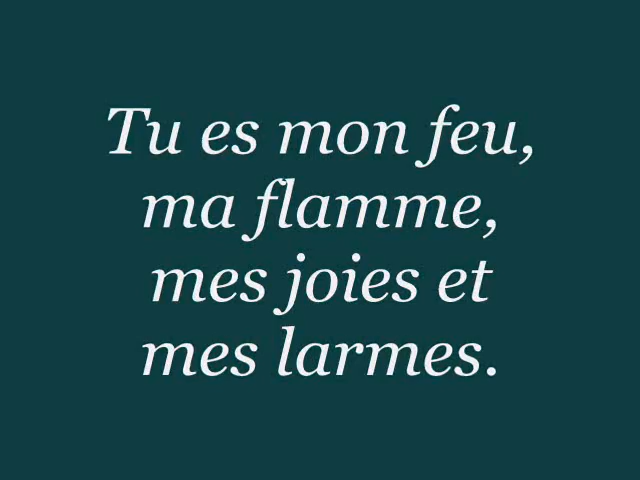 Tu es mon feu,
ma flamme,
mes joies et
mes larmes.